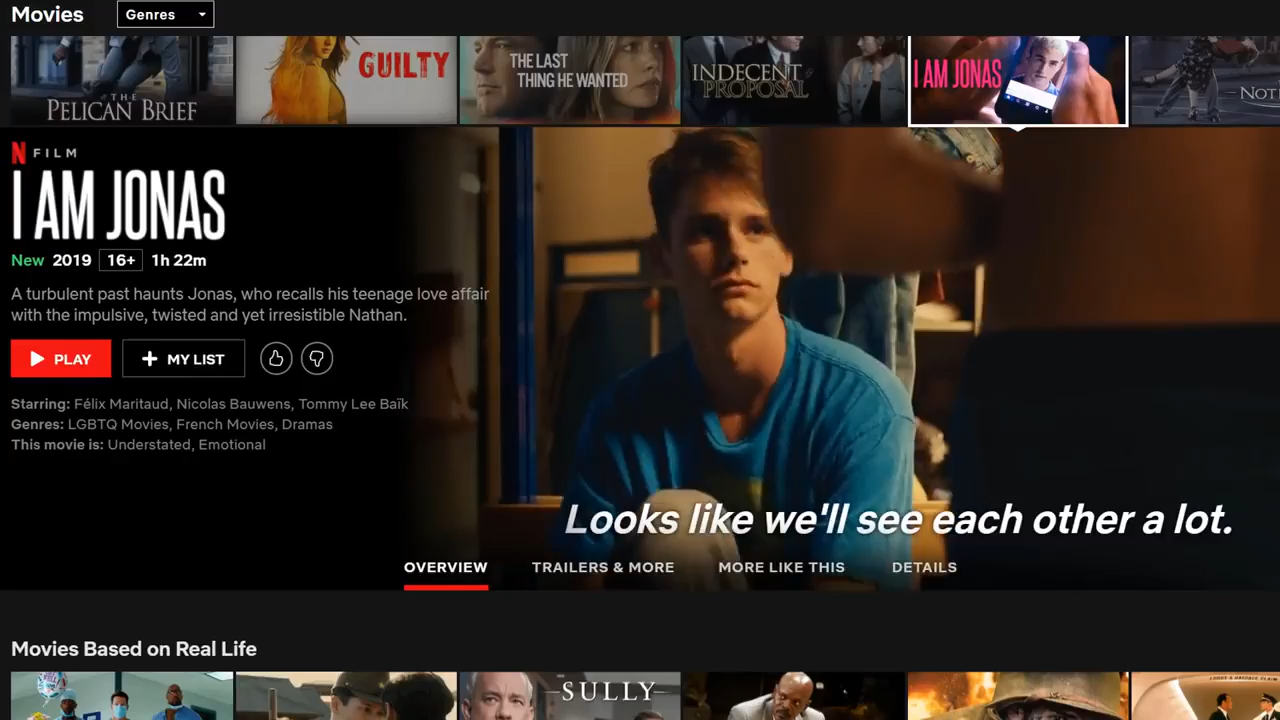 Movies
Genres
THE
PELICAN BRIEF
GUILTY
THE LAST
THING HE WANTED
INDECENT
PROPOSAL
I AM JONAS
N FILM
I AM JONAS
New 2019 16+ 1h 22m
A turbulent past haunts Jonas, who recalls his teenage love affair
with the impulsive, twisted and yet irresistible Nathan.
PLAY
MY LIST
Starring: Félix Maritaud, Nicolas Bauwens, Tommy Lee Baïk
Genres: LGBTQ Movies, French Movies, Dramas
This movie is: Understated, Emotional
Looks like we'll see each other a lot.
OVERVIEW
TRAILERS & MORE
MORE LIKE THIS
DETAILS
Movies Based on Real Life
SULLY